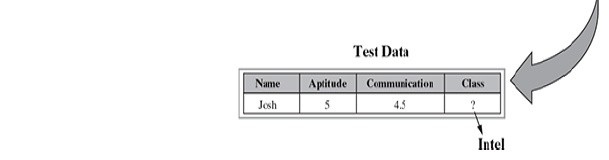 Test Data
Name Aptitude Communication Class
Josh 5 4.5 ?
Intel